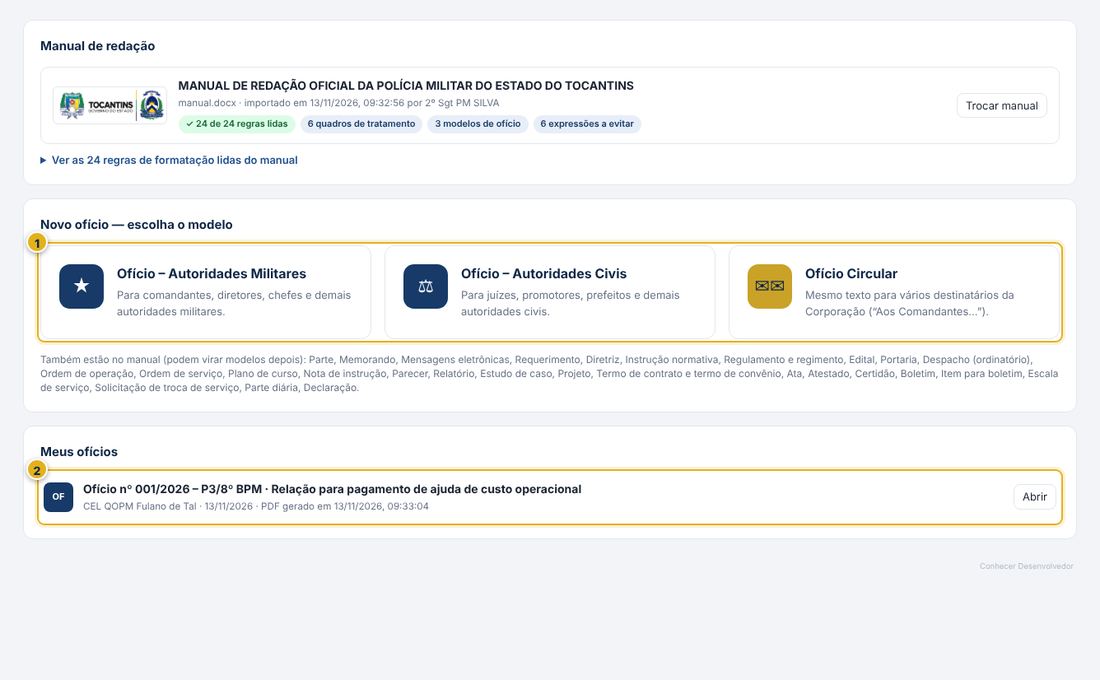 Manual de redação
TOCANTINS
GOVERNO DO ESTADO
MANUAL DE REDAÇÃO OFICIAL DA POLÍCIA MILITAR DO ESTADO DO TOCANTINS
manual.docx · importado em 13/11/2026, 09:32:56 por 2º Sgt PM SILVA
✓ 24 de 24 regras lidas
6 quadros de tratamento
3 modelos de ofício
6 expressões a evitar
Trocar manual
▶ Ver as 24 regras de formatação lidas do manual
Novo ofício — escolha o modelo
1
Ofício – Autoridades Militares
Para comandantes, diretores, chefes e demais
autoridades militares.
Ofício – Autoridades Civis
Para juízes, promotores, prefeitos e demais
autoridades civis.
Ofício Circular
Mesmo texto para vários destinatários da
Corporação (“Aos Comandantes…”).
Também estão no manual (podem virar modelos depois): Parte, Memorando, Mensagens eletrônicas, Requerimento, Diretriz, Instrução normativa, Regulamento e regimento, Edital, Portaria, Despacho (ordinatório),
Ordem de operação, Ordem de serviço, Plano de curso, Nota de instrução, Parecer, Relatório, Estudo de caso, Projeto, Termo de contrato e termo de convênio, Ata, Atestado, Certidão, Boletim, Item para boletim, Escala
de serviço, Solicitação de troca de serviço, Parte diária, Declaração.
Meus ofícios
2
OF
Ofício nº 001/2026 – P3/8º BPM · Relação para pagamento de ajuda de custo operacional
CEL QOPM Fulano de Tal · 13/11/2026 · PDF gerado em 13/11/2026, 09:33:04
Abrir
Conhecer Desenvolvedor